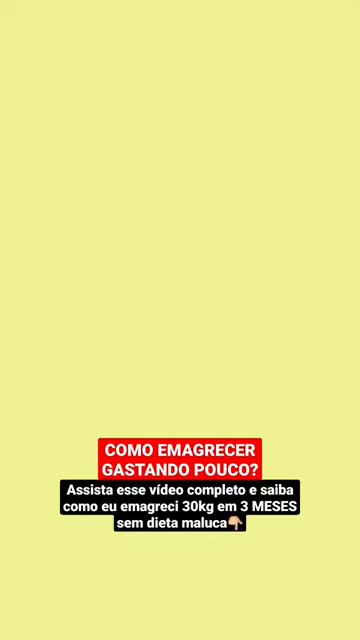 COMO EMAGRECER
GASTANDO POUCO?
Assista esse vídeo completo e saiba
como eu emagreci 30kg em 3 MESES
sem dieta maluca👇🏼